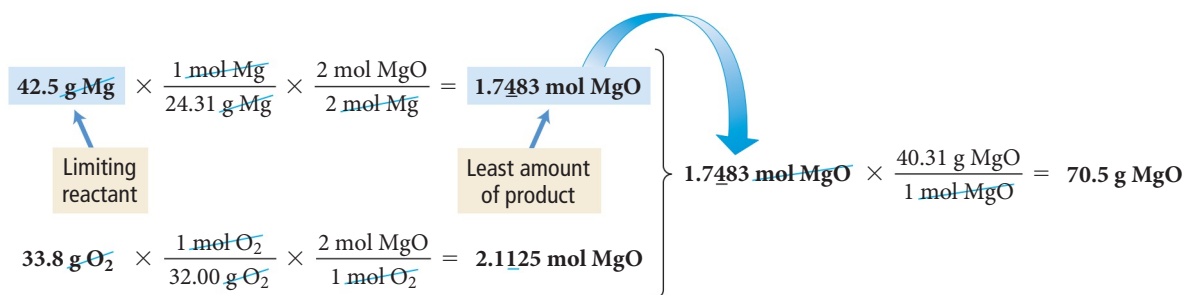 42.5 g Mg × 1 mol Mg / 24.31 g Mg × 2 mol MgO / 2 mol Mg = 1.7483 mol MgO
Limiting
reactant
Least amount
of product
33.8 g O₂ × 1 mol O₂ / 32.00 g O₂ × 2 mol MgO / 1 mol O₂ = 2.1125 mol MgO
1.7483 mol MgO × 40.31 g MgO / 1 mol MgO = 70.5 g MgO